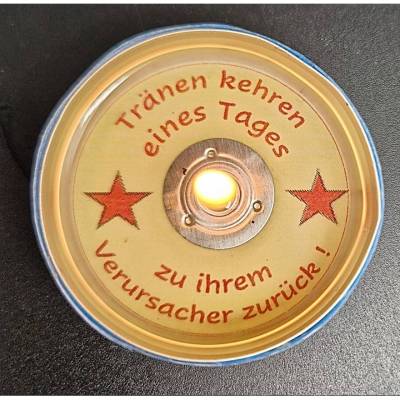 Tränen kehren
eines Tages
zu ihrem
Verursacher zurück !